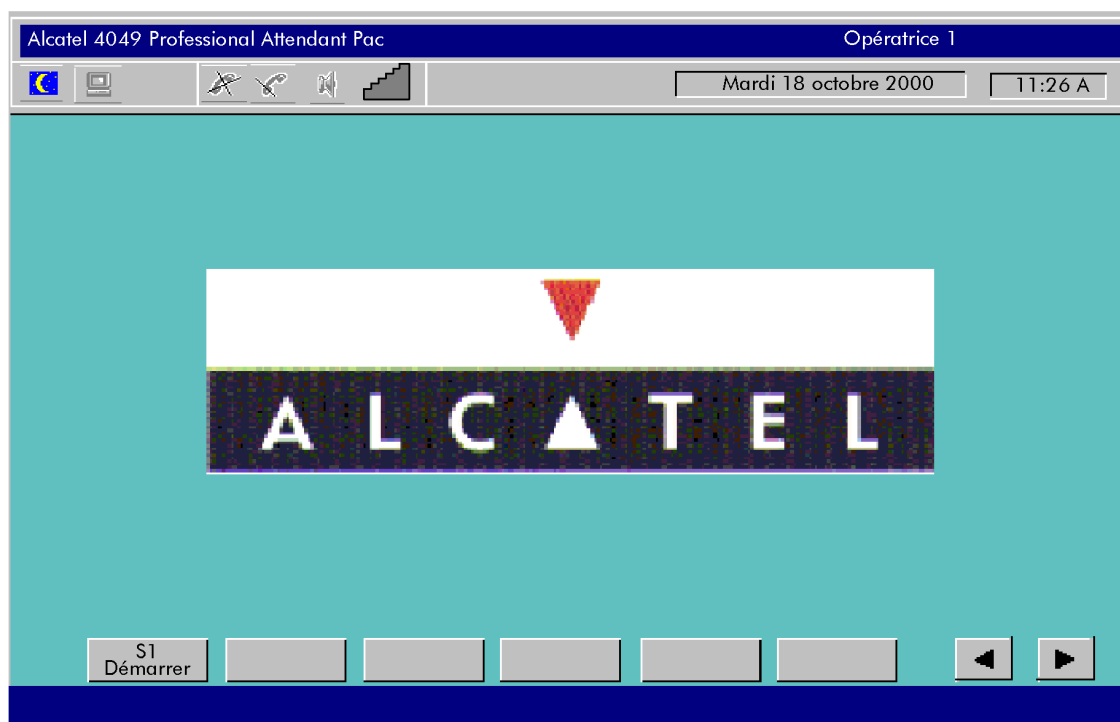 Alcatel 4049 Professional Attendant Pac Opératrice 1
Mardi 18 octobre 2000 11:26 A
ALCATEL
S1
Démarrer